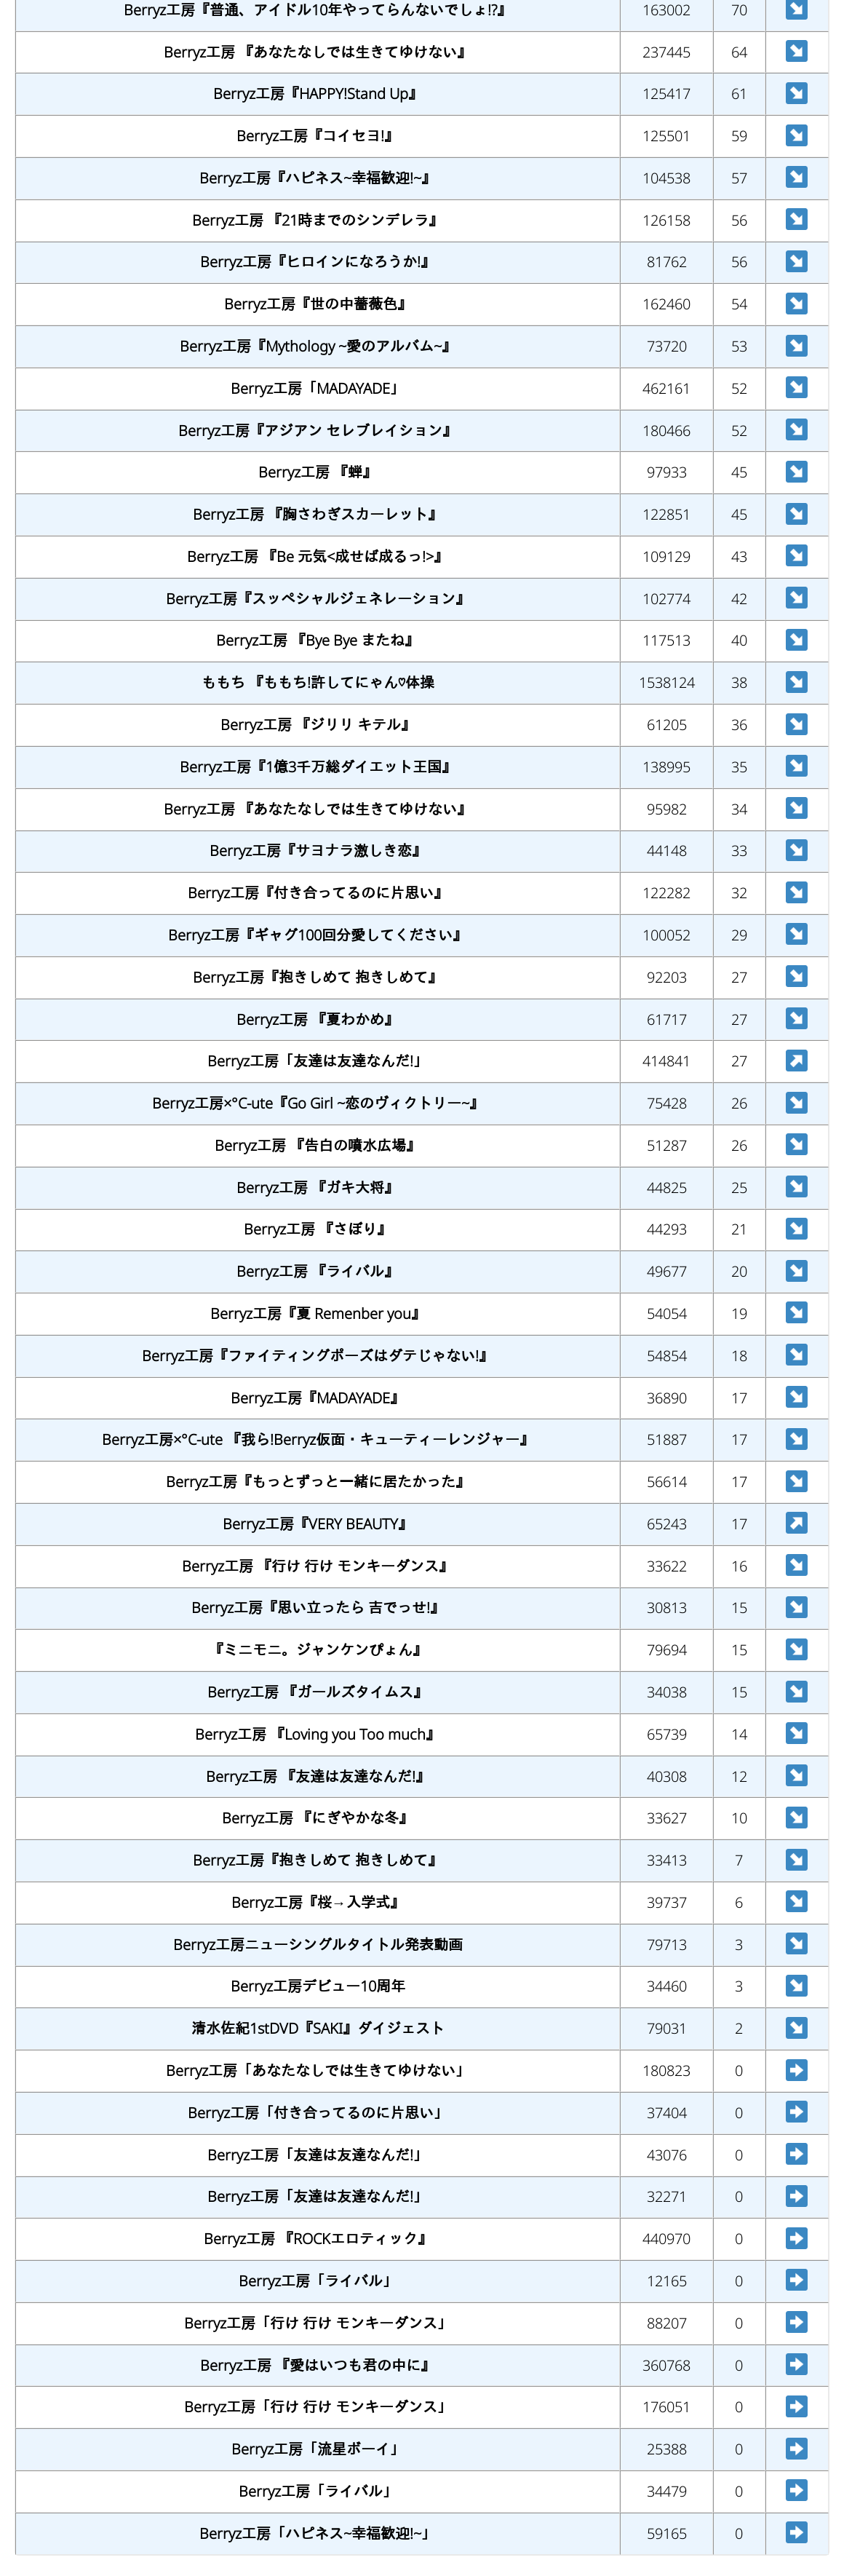 Berryz工房『普通、アイドル10年やってらんないでしょ!?』 163002 70 ↘
Berryz工房 『あなたなしでは生きてゆけない』 237445 64 ↘
Berryz工房『HAPPY!Stand Up』 125417 61 ↘
Berryz工房『コイセヨ!』 125501 59 ↘
Berryz工房『ハピネス~幸福歓迎!~』 104538 57 ↘
Berryz工房 『21時までのシンデレラ』 126158 56 ↘
Berryz工房『ヒロインになろうか!』 81762 56 ↘
Berryz工房『世の中薔薇色』 162460 54 ↘
Berryz工房『Mythology ~愛のアルバム~』 73720 53 ↘
Berryz工房「MADAYADE」 462161 52 ↘
Berryz工房『アジアン セレブレイション』 180466 52 ↘
Berryz工房 『蝉』 97933 45 ↘
Berryz工房 『胸さわぎスカーレット』 122851 45 ↘
Berryz工房 『Be 元気<成せば成るっ!>』 109129 43 ↘
Berryz工房『スッペシャルジェネレーション』 102774 42 ↘
Berryz工房 『Bye Bye またね』 117513 40 ↘
ももち 『ももち!許してにゃん♡体操 1538124 38 ↘
Berryz工房 『ジリリ キテル』 61205 36 ↘
Berryz工房『1億3千万総ダイエット王国』 138995 35 ↘
Berryz工房 『あなたなしでは生きてゆけない』 95982 34 ↘
Berryz工房『サヨナラ激しき恋』 44148 33 ↘
Berryz工房『付き合ってるのに片思い』 122282 32 ↘
Berryz工房『ギャグ100回分愛してください』 100052 29 ↘
Berryz工房『抱きしめて 抱きしめて』 92203 27 ↘
Berryz工房 『夏わかめ』 61717 27 ↘
Berryz工房「友達は友達なんだ!」 414841 27 ↗
Berryz工房×°C-ute『Go Girl ~恋のヴィクトリー~』 75428 26 ↘
Berryz工房 『告白の噴水広場』 51287 26 ↘
Berryz工房 『ガキ大将』 44825 25 ↘
Berryz工房 『さぼり』 44293 21 ↘
Berryz工房 『ライバル』 49677 20 ↘
Berryz工房『夏 Remenber you』 54054 19 ↘
Berryz工房『ファイティングポーズはダテじゃない!』 54854 18 ↘
Berryz工房『MADAYADE』 36890 17 ↘
Berryz工房×°C-ute 『我ら!Berryz仮面・キューティーレンジャー』 51887 17 ↘
Berryz工房『もっとずっと一緒に居たかった』 56614 17 ↘
Berryz工房『VERY BEAUTY』 65243 17 ↗
Berryz工房 『行け 行け モンキーダンス』 33622 16 ↘
Berryz工房『思い立ったら 吉でっせ!』 30813 15 ↘
『ミニモニ。ジャンケンぴょん』 79694 15 ↘
Berryz工房 『ガールズタイムス』 34038 15 ↘
Berryz工房 『Loving you Too much』 65739 14 ↘
Berryz工房 『友達は友達なんだ!』 40308 12 ↘
Berryz工房 『にぎやかな冬』 33627 10 ↘
Berryz工房『抱きしめて 抱きしめて』 33413 7 ↘
Berryz工房『桜→入学式』 39737 6 ↘
Berryz工房ニューシングルタイトル発表動画 79713 3 ↘
Berryz工房デビュー10周年 34460 3 ↘
清水佐紀1stDVD『SAKI』ダイジェスト 79031 2 ↘
Berryz工房「あなたなしでは生きてゆけない」 180823 0 →
Berryz工房「付き合ってるのに片思い」 37404 0 →
Berryz工房「友達は友達なんだ!」 43076 0 →
Berryz工房「友達は友達なんだ!」 32271 0 →
Berryz工房 『ROCKエロティック』 440970 0 →
Berryz工房「ライバル」 12165 0 →
Berryz工房「行け 行け モンキーダンス」 88207 0 →
Berryz工房 『愛はいつも君の中に』 360768 0 →
Berryz工房「行け 行け モンキーダンス」 176051 0 →
Berryz工房「流星ボーイ」 25388 0 →
Berryz工房「ライバル」 34479 0 →
Berryz工房「ハピネス~幸福歓迎!~」 59165 0 →